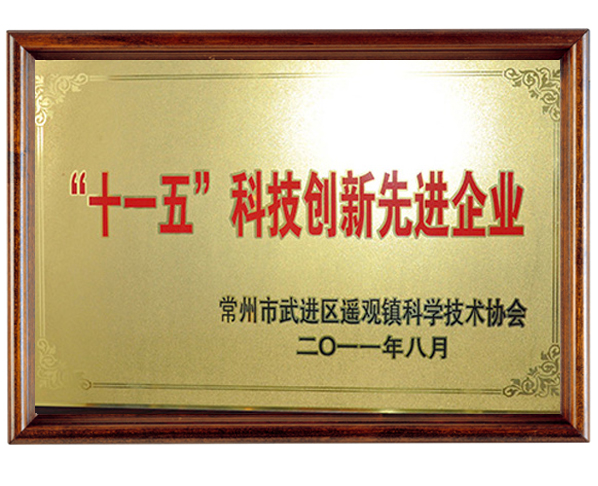 “十一五”科技创新先进企业
常州市武进区遥观镇科学技术协会
二〇一一年八月